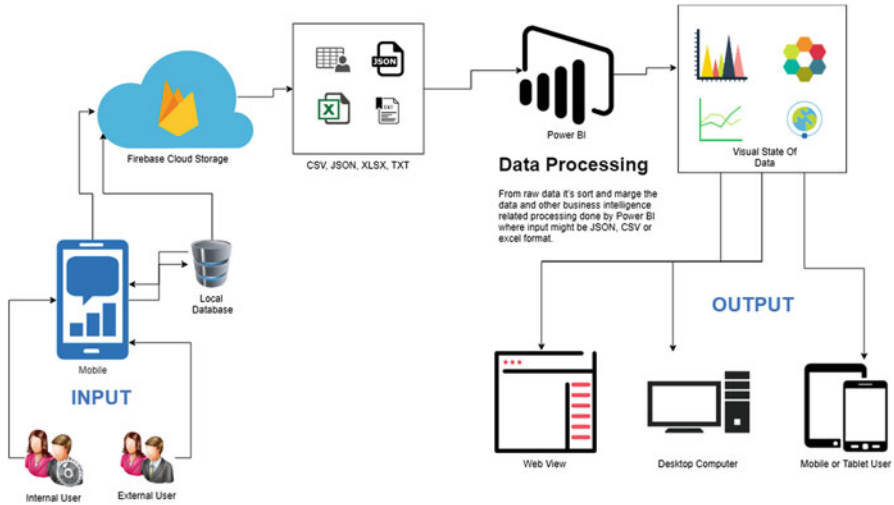 Firebase Cloud Storage
JSON
X
TXT
CSV, JSON, XLSX, TXT
Power BI
Visual State Of
Data
Data Processing
From raw data it's sort and marge the
data and other business intelligence
related processing done by Power BI
where input might be JSON, CSV or
excel format.
Local
Database
Mobile
INPUT
Internal User
External User
OUTPUT
Web View
Desktop Computer
Mobile or Tablet User